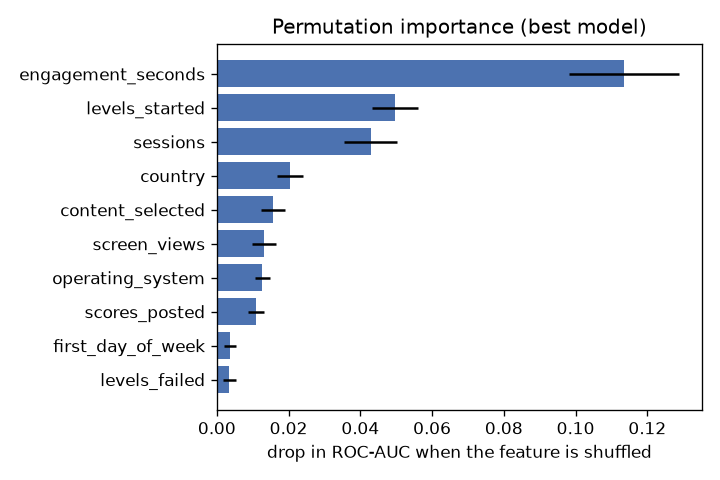 Permutation importance (best model)
engagement_seconds
levels_started
sessions
country
content_selected
screen_views
operating_system
scores_posted
first_day_of_week
levels_failed
0.00 0.02 0.04 0.06 0.08 0.10 0.12
drop in ROC-AUC when the feature is shuffled